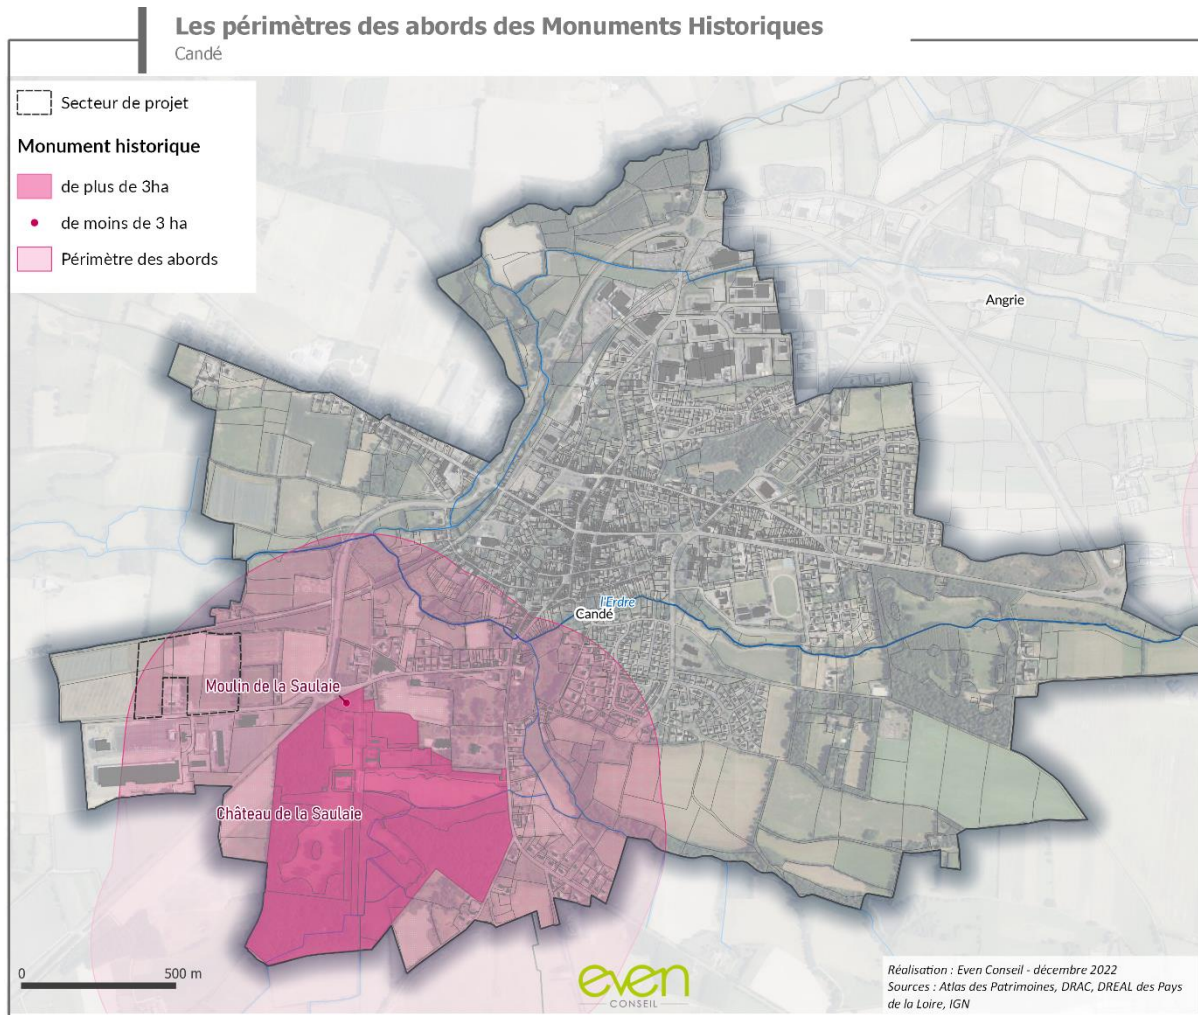 Les périmètres des abords des Monuments Historiques
Candé
Secteur de projet
Monument historique
de plus de 3ha
de moins de 3 ha
Périmètre des abords
Angrie
l'Erdre
Candé
Moulin de la Saulaie
Château de la Saulaie
0 500 m
even
CONSEIL
Réalisation : Even Conseil - décembre 2022
Sources : Atlas des Patrimoines, DRAC, DREAL des Pays
de la Loire, IGN